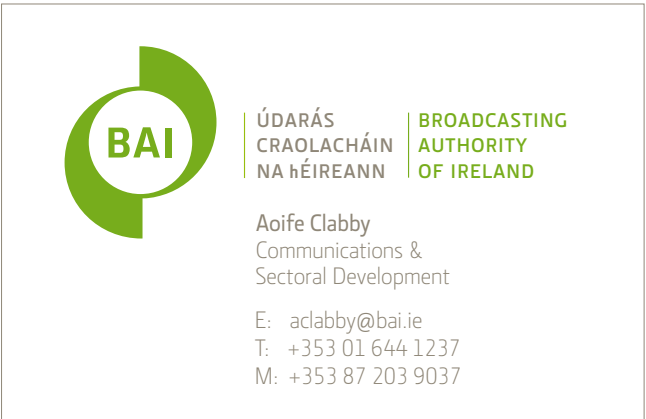 BAI
ÚDARÁS
CRAOLACHÁIN
NA hÉIREANN
BROADCASTING
AUTHORITY
OF IRELAND
Aoife Clabby
Communications &
Sectoral Development
E: aclabby@bai.ie
T: +353 01 644 1237
M: +353 87 203 9037